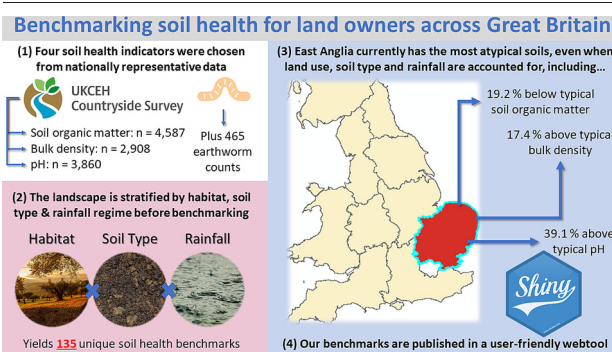 Benchmarking soil health for land owners across Great Britain
(1) Four soil health indicators were chosen
from nationally representative data
UKCEH
Countryside Survey
Soil organic matter: n = 4,587
Bulk density: n = 2,908
pH: n = 3,860
Plus 465
earthworm
counts
(2) The landscape is stratified by habitat, soil
type & rainfall regime before benchmarking
Habitat Soil Type Rainfall
Yields 135 unique soil health benchmarks
(3) East Anglia currently has the most atypical soils, even when
land use, soil type and rainfall are accounted for, including...
19.2 % below typical
soil organic matter
17.4 % above typical
bulk density
39.1 % above
typical pH
Shiny
(4) Our benchmarks are published in a user-friendly webtool